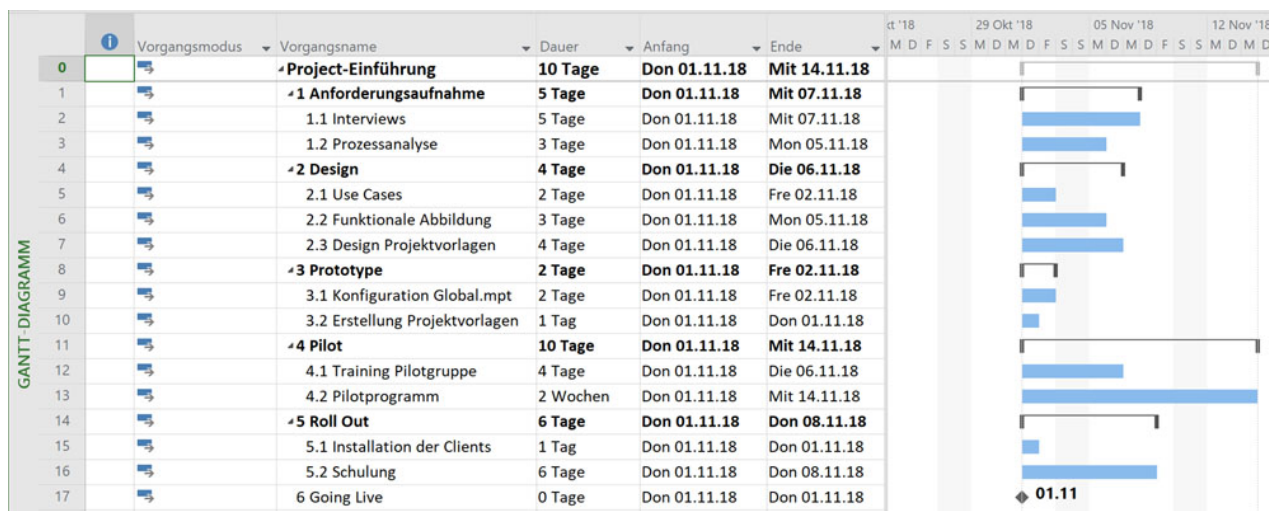 kt '18 29 Okt '18 05 Nov '18 12 Nov '18
Vorgangsmodus Vorgangsname Dauer Anfang Ende M D F S S M D M D F S S M D M D F S S M D M D
0 Project-Einführung 10 Tage Don 01.11.18 Mit 14.11.18
1 1 Anforderungsaufnahme 5 Tage Don 01.11.18 Mit 07.11.18
2 1.1 Interviews 5 Tage Don 01.11.18 Mit 07.11.18
3 1.2 Prozessanalyse 3 Tage Don 01.11.18 Mon 05.11.18
4 2 Design 4 Tage Don 01.11.18 Die 06.11.18
5 2.1 Use Cases 2 Tage Don 01.11.18 Fre 02.11.18
6 2.2 Funktionale Abbildung 3 Tage Don 01.11.18 Mon 05.11.18
7 2.3 Design Projektvorlagen 4 Tage Don 01.11.18 Die 06.11.18
8 3 Prototype 2 Tage Don 01.11.18 Fre 02.11.18
9 3.1 Konfiguration Global.mpt 2 Tage Don 01.11.18 Fre 02.11.18
10 3.2 Erstellung Projektvorlagen 1 Tag Don 01.11.18 Don 01.11.18
11 4 Pilot 10 Tage Don 01.11.18 Mit 14.11.18
12 4.1 Training Pilotgruppe 4 Tage Don 01.11.18 Die 06.11.18
13 4.2 Pilotprogramm 2 Wochen Don 01.11.18 Mit 14.11.18
14 5 Roll Out 6 Tage Don 01.11.18 Don 08.11.18
15 5.1 Installation der Clients 1 Tag Don 01.11.18 Don 01.11.18
16 5.2 Schulung 6 Tage Don 01.11.18 Don 08.11.18
17 6 Going Live 0 Tage Don 01.11.18 Don 01.11.18 01.11
GANTT-DIAGRAMM